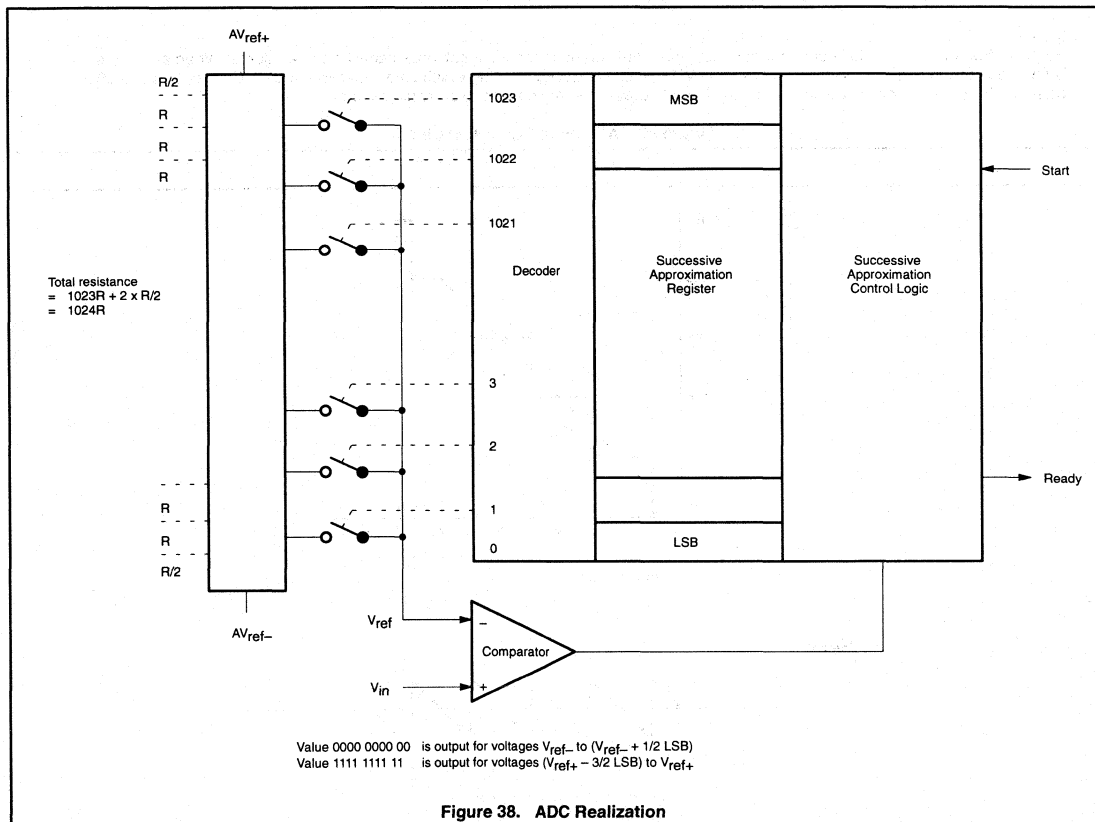 AVref+
R/2
R
R
R
1023
1022
1021
3
2
1
0
Total resistance
= 1023R + 2 x R/2
= 1024R
R
R
R/2
AVref–
Decoder
MSB
Successive
Approximation
Register
LSB
Successive
Approximation
Control Logic
Start
Ready
Vref
–
Comparator
Vin
+
Value 0000 0000 00 is output for voltages Vref– to (Vref– + 1/2 LSB)
Value 1111 1111 11 is output for voltages (Vref+ – 3/2 LSB) to Vref+
Figure 38. ADC Realization